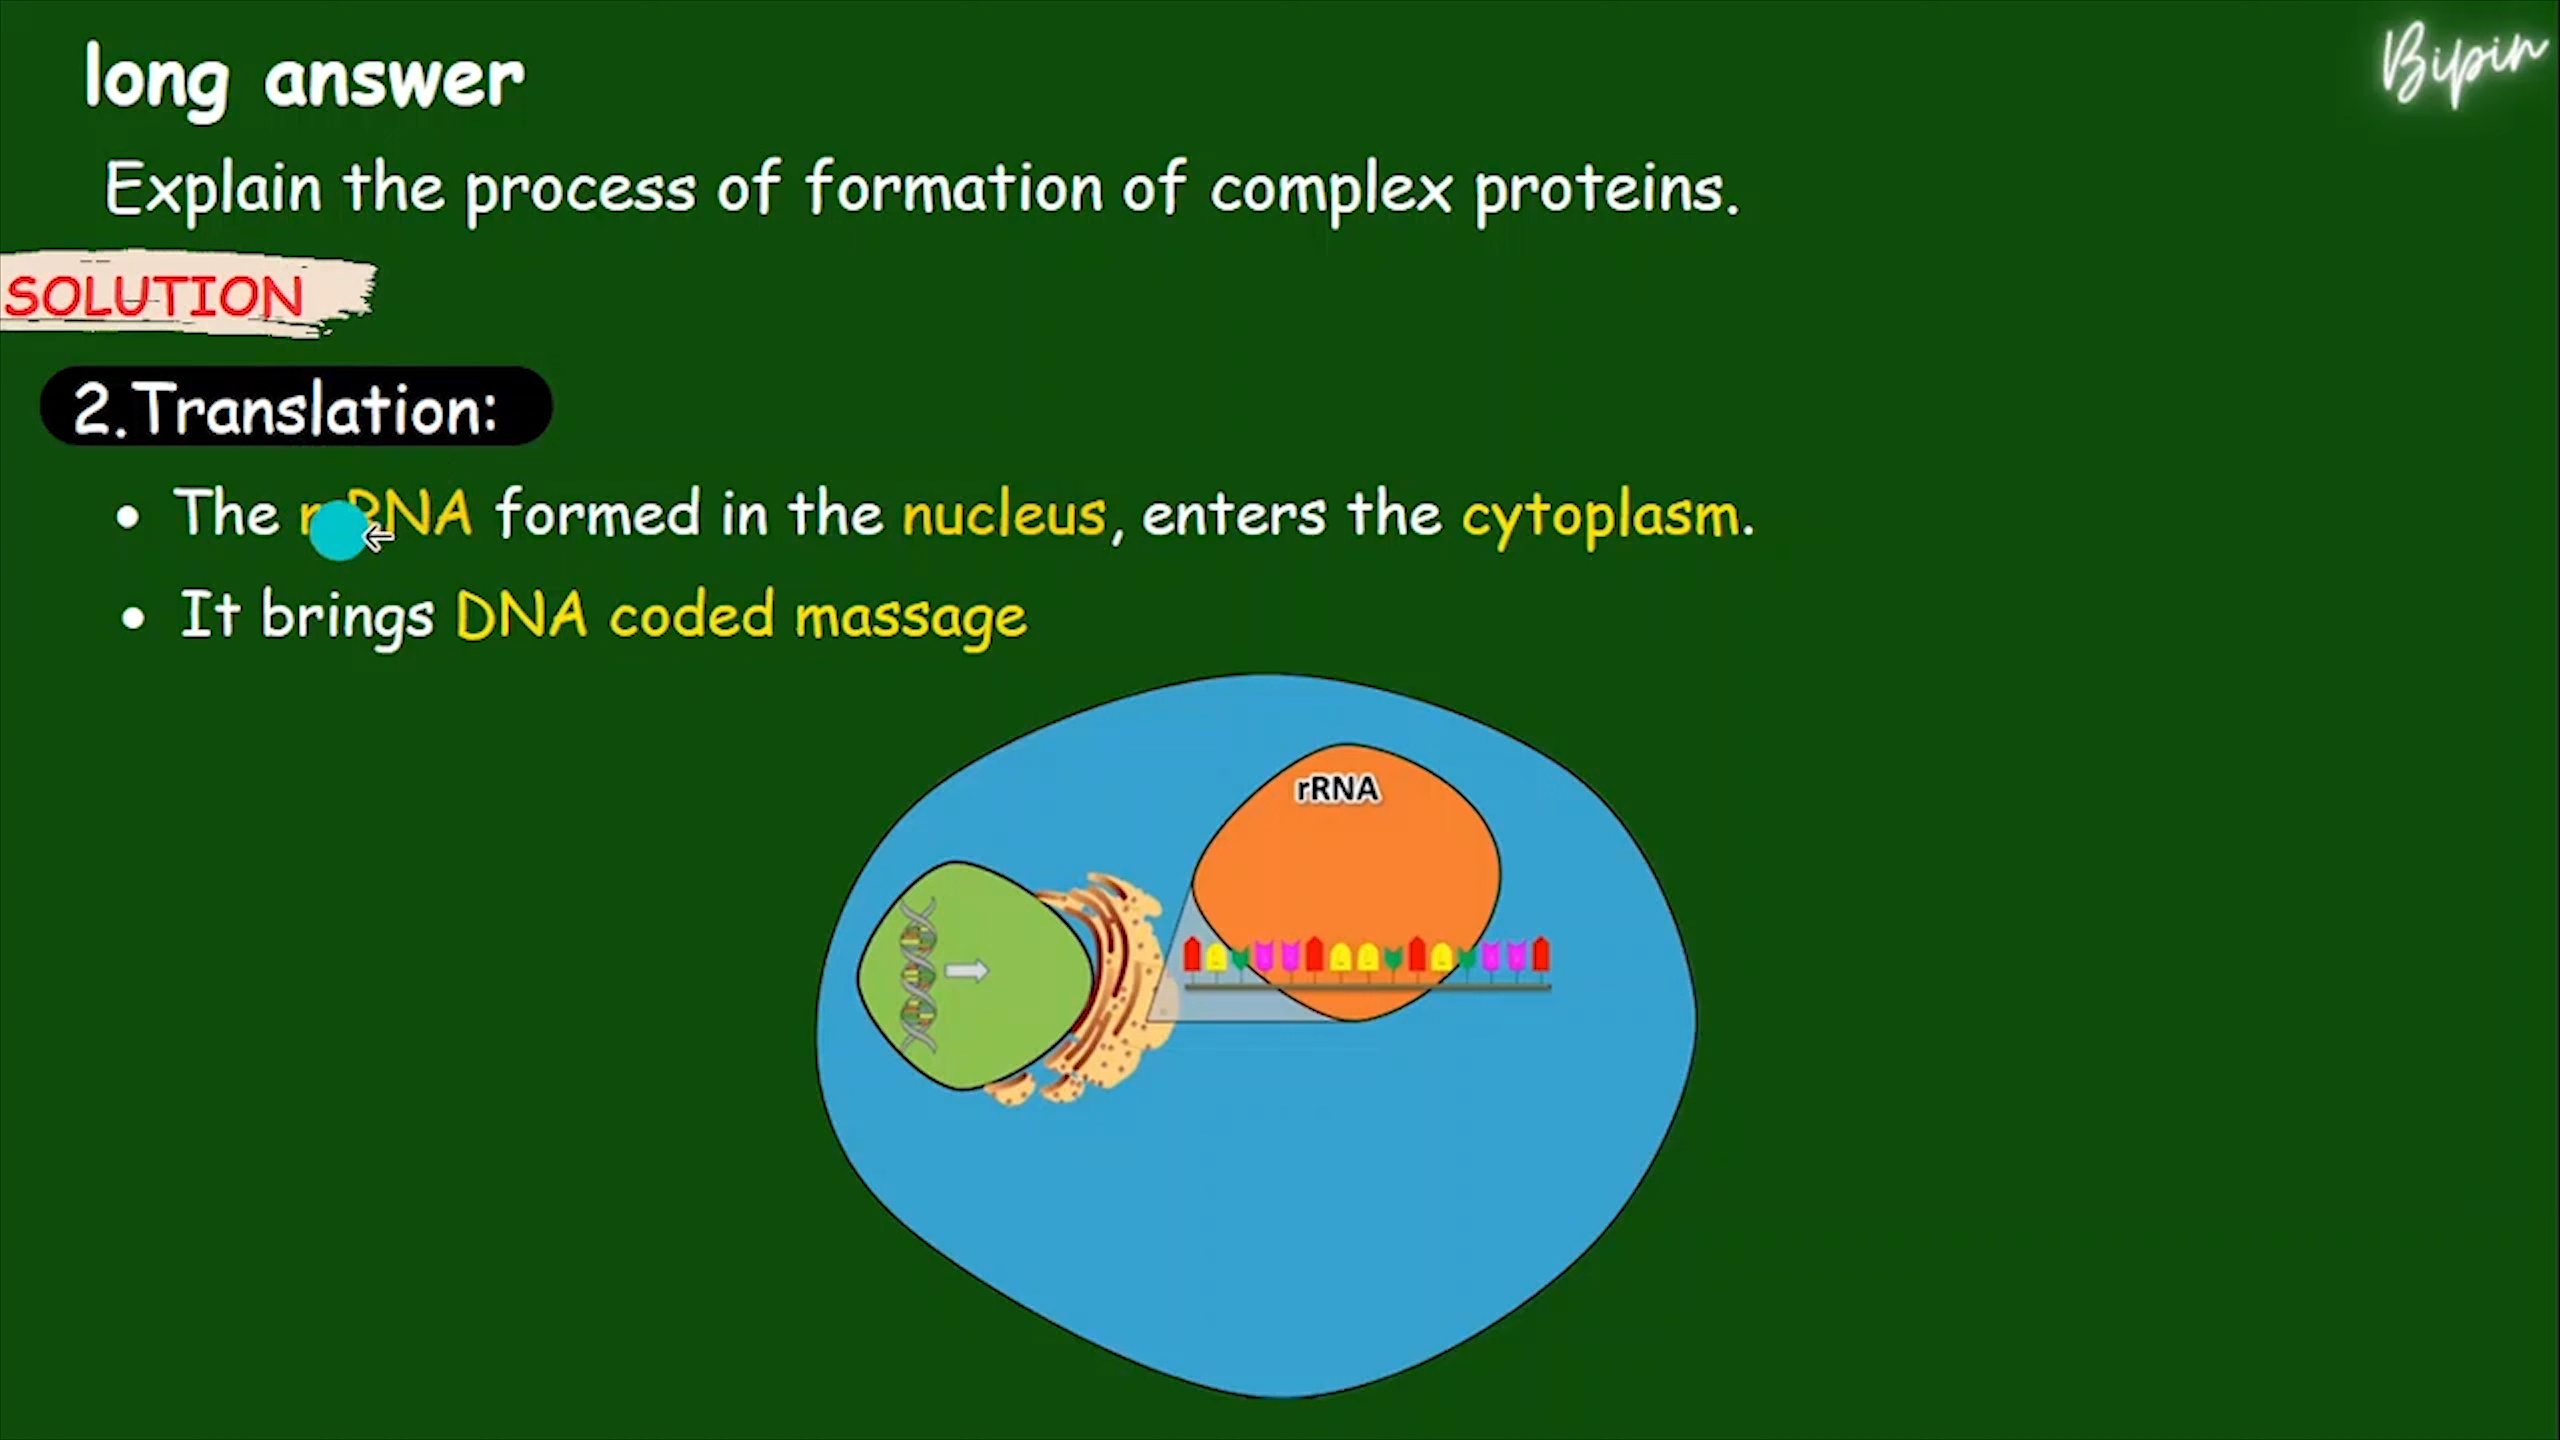 long answer
Bipin
Explain the process of formation of complex proteins.
SOLUTION
2.Translation:
• The RNA formed in the nucleus, enters the cytoplasm.
• It brings DNA coded massage
rRNA